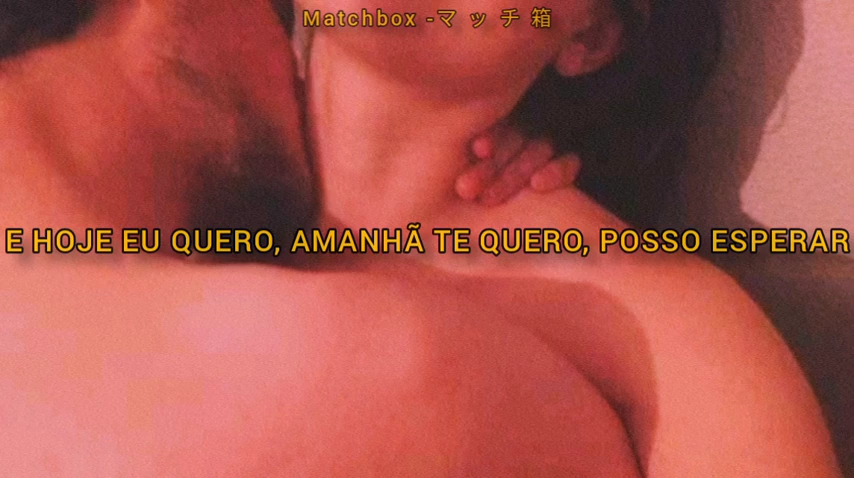 Matchbox -マッチ箱
E HOJE EU QUERO, AMANHÃ TE QUERO, POSSO ESPERAR